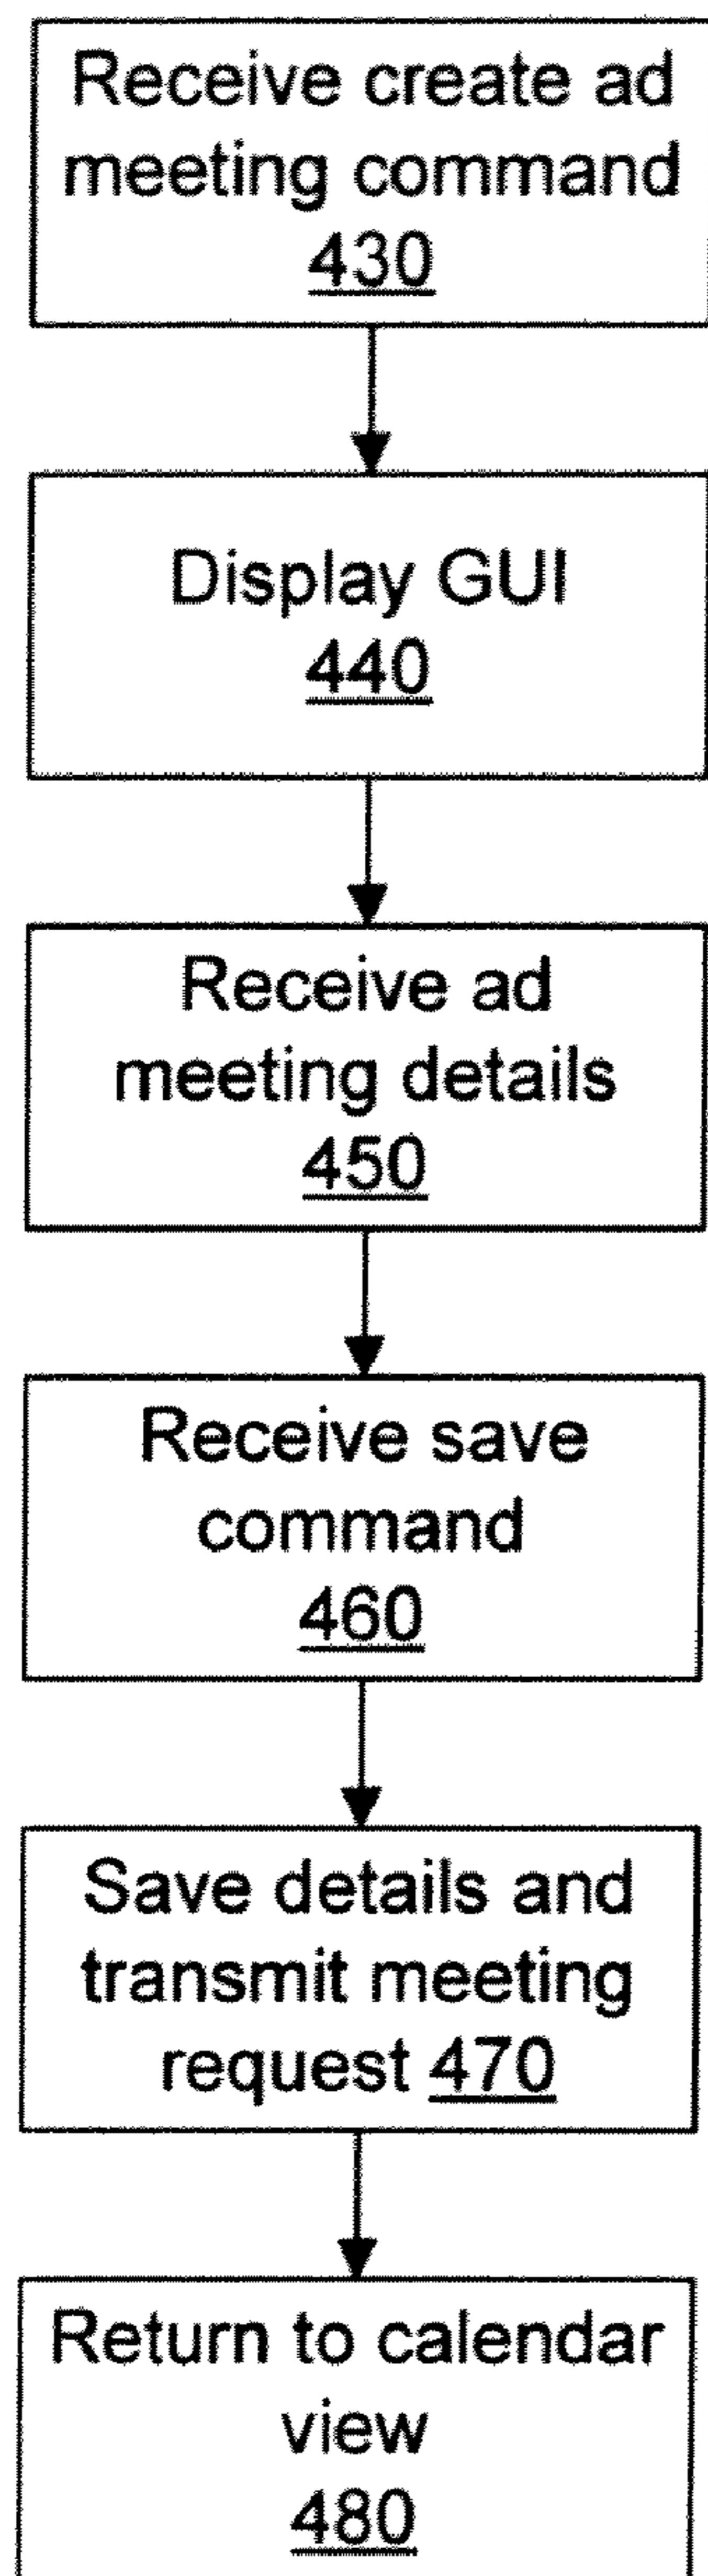 Receive create ad
meeting command
430
Display GUI
440
Receive ad
meeting details
450
Receive save
command
460
Save details and
transmit meeting
request 470
Return to calendar
view
480